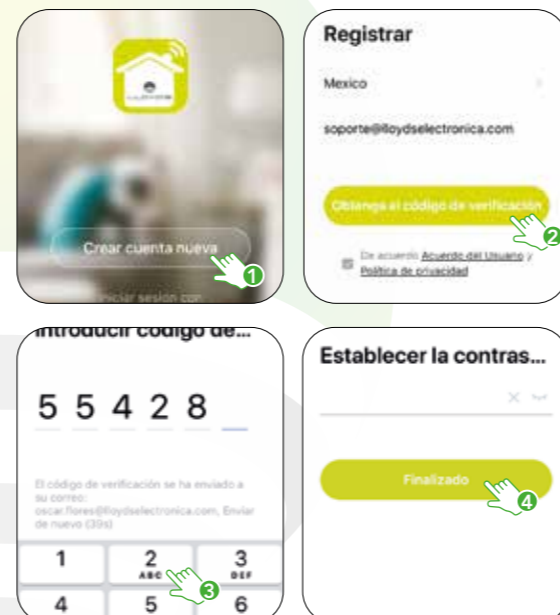 Crear cuenta nueva
1
Iniciar sesión con
Registrar
Mexico
soporte@lloydselectronica.com
Obtenga el código de verificación
2
De acuerdo Acuerdo del Usuario y
Política de privacidad
Introducir código de...
5 5 4 2 8
El código de verificación se ha enviado a
su correo:
oscar.flores@lloydselectronica.com, Enviar
de nuevo (39s)
1 2 3
ABC DEF
3
4 5 6
Establecer la contras...
Finalizado
4